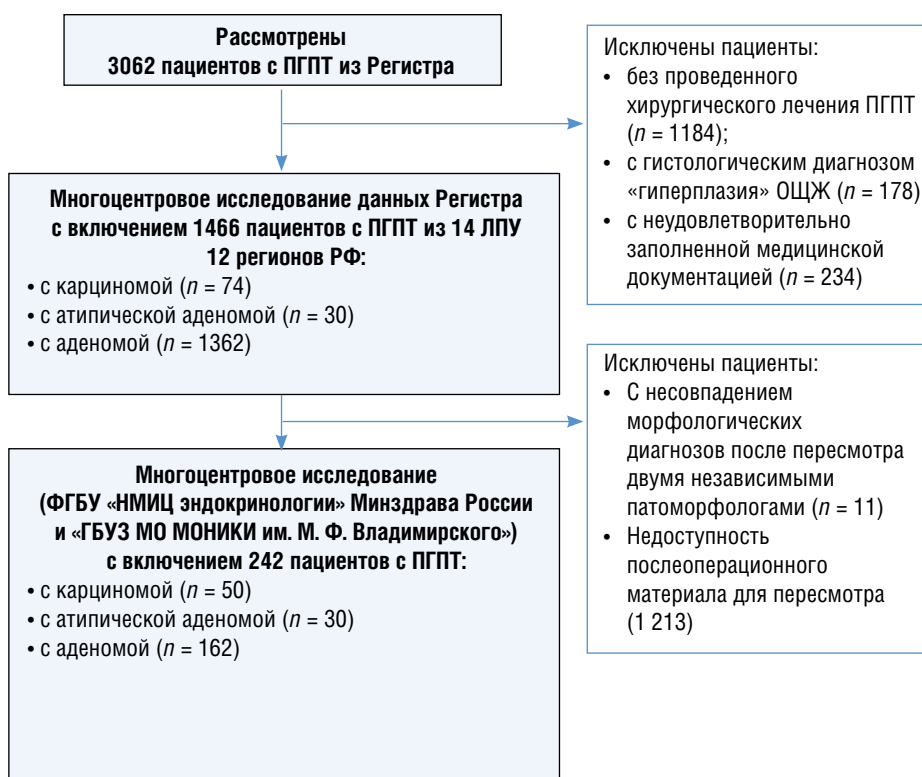 Рассмотрены
3062 пациентов с ПГПТ из Регистра
Исключены пациенты:
• без проведенного
хирургического лечения ПГПТ
(n = 1184);
• с гистологическим диагнозом
«гиперплазия» ОЩЖ (n = 178)
• с неудовлетворительно
заполненной медицинской
документацией (n = 234)
Многоцентровое исследование данных Регистра
с включением 1466 пациентов с ПГПТ из 14 ЛПУ
12 регионов РФ:
• с карциномой (n = 74)
• с атипической аденомой (n = 30)
• с аденомой (n = 1362)
Исключены пациенты:
• С несовпадением
морфологических
диагнозов после пересмотра
двумя независимыми
патоморфологами (n = 11)
• Недоступность
послеоперационного
материала для пересмотра
(1 213)
Многоцентровое исследование
(ФГБУ «НМИЦ эндокринологии» Минздрава России
и «ГБУЗ МО МОНИКИ им. М. Ф. Владимирского»)
с включением 242 пациентов с ПГПТ:
• с карциномой (n = 50)
• с атипической аденомой (n = 30)
• с аденомой (n = 162)